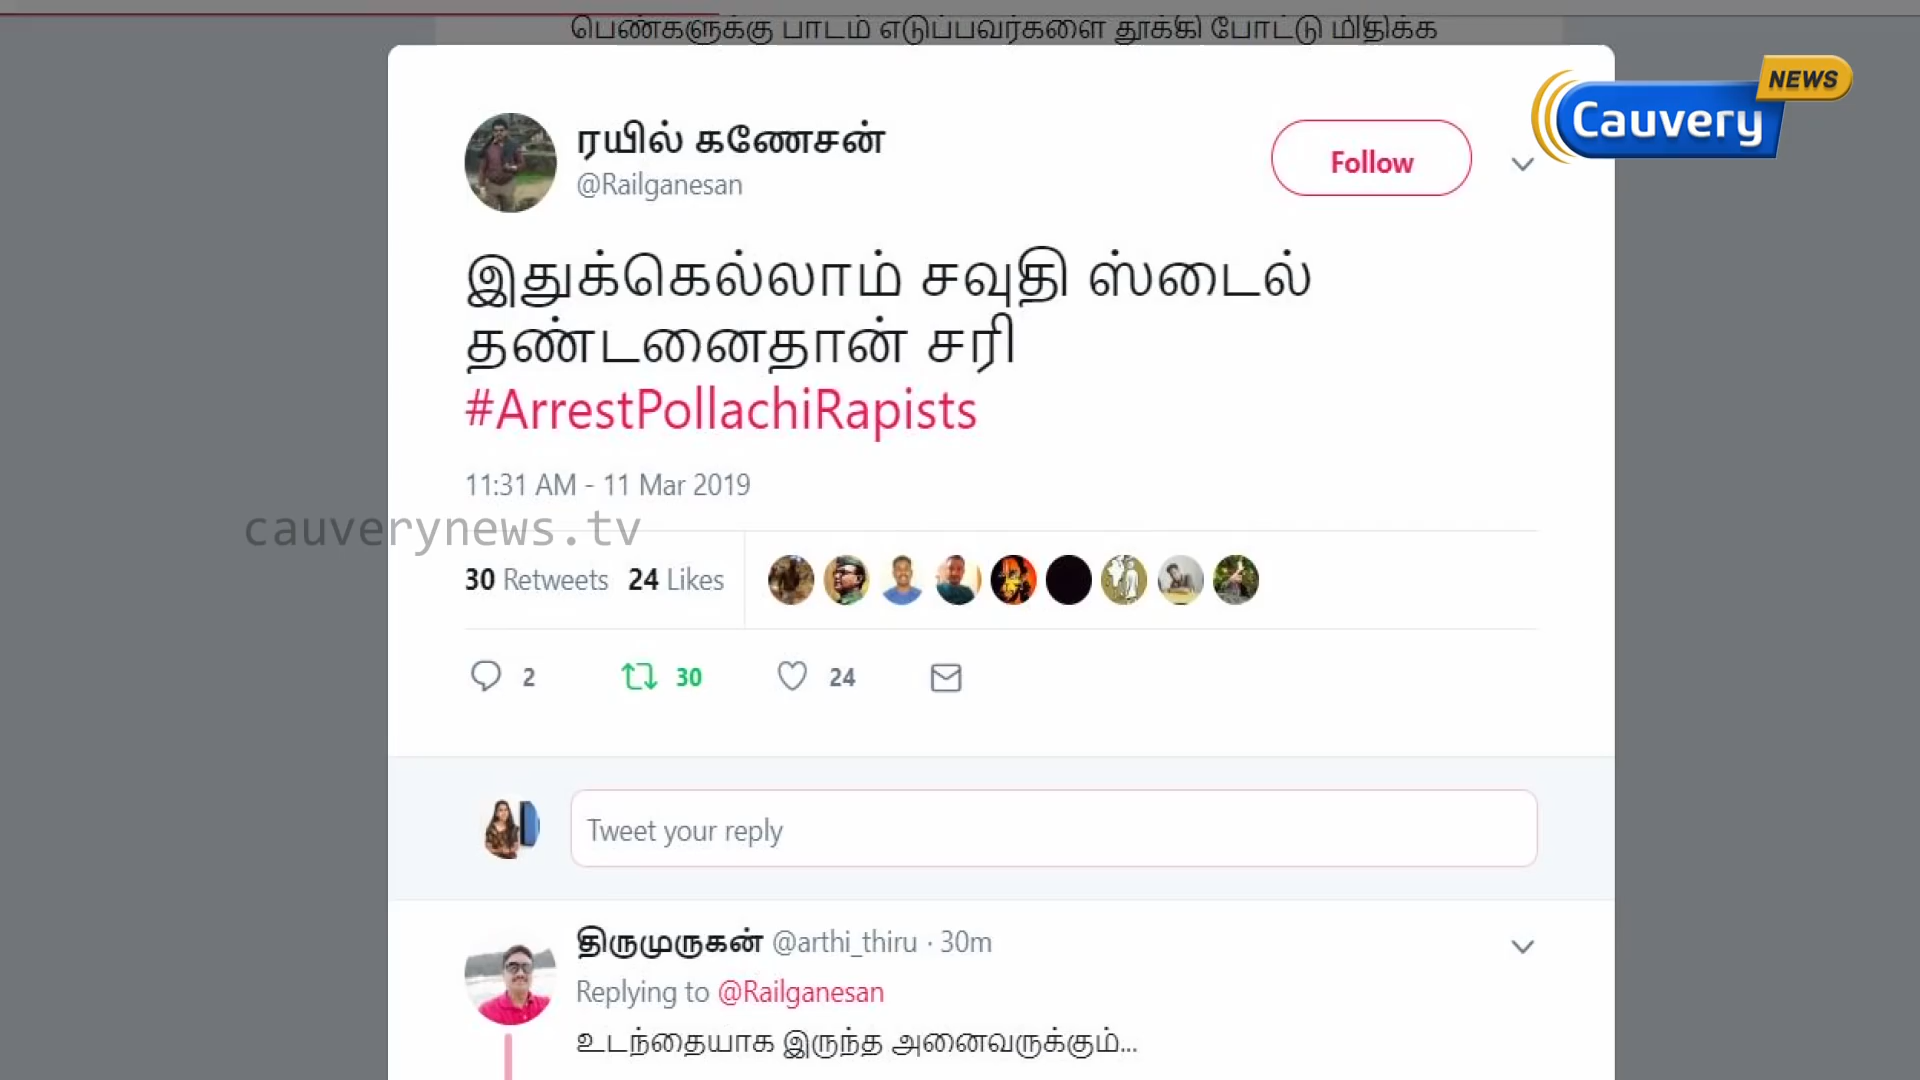 பெண்களுக்கு பாடம் எடுப்பவர்களை தூக்கி போட்டு மிதிக்க
NEWS
Cauvery
ரயில் கணேசன்
@Railganesan
Follow
இதுக்கெல்லாம் சவுதி ஸ்டைல்
தண்டனைதான் சரி
#ArrestPollachiRapists
11:31 AM - 11 Mar 2019
cauverynews.tv
30 Retweets 24 Likes
2 30 24
Tweet your reply
திருமுருகன் @arthi_thiru · 30m
Replying to @Railganesan
உடந்தையாக இருந்த அனைவருக்கும்...